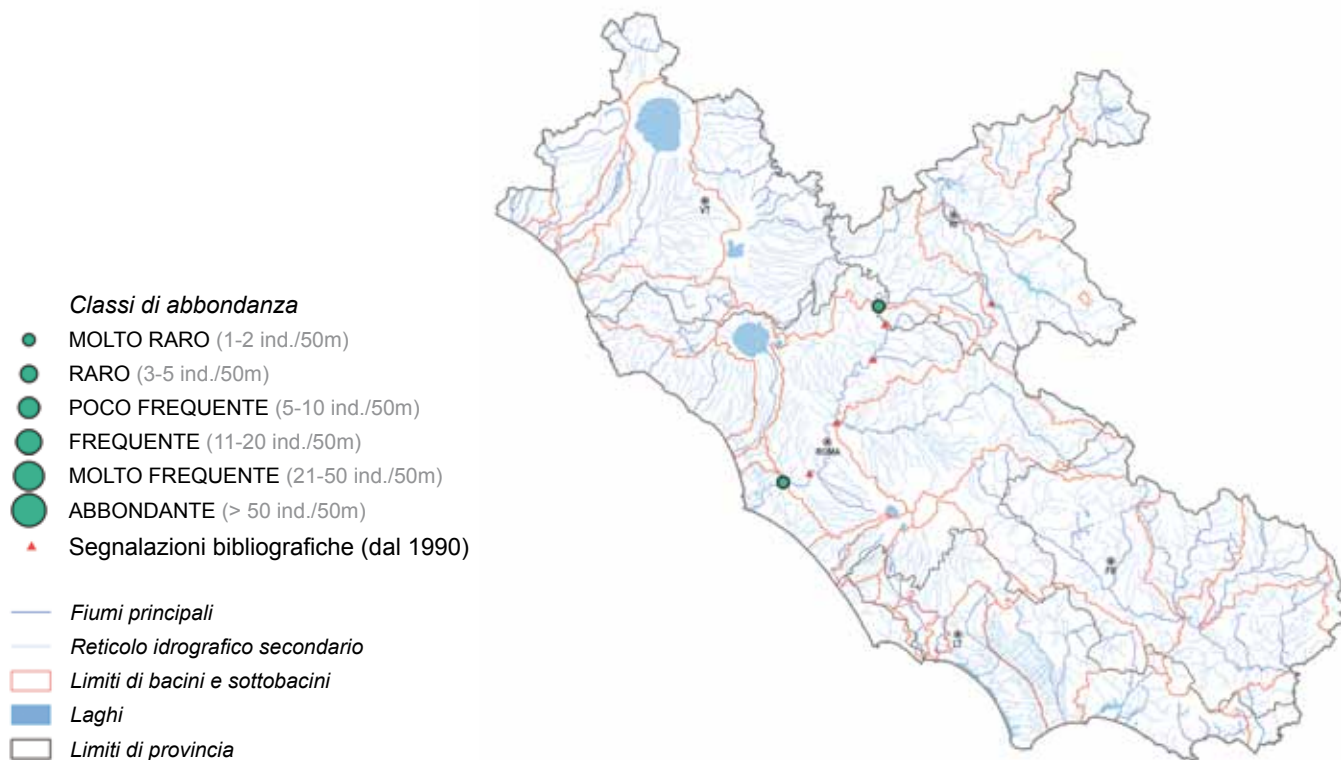 Classi di abbondanza
MOLTO RARO (1-2 ind./50m)
RARO (3-5 ind./50m)
POCO FREQUENTE (5-10 ind./50m)
FREQUENTE (11-20 ind./50m)
MOLTO FREQUENTE (21-50 ind./50m)
ABBONDANTE (> 50 ind./50m)
Segnalazioni bibliografiche (dal 1990)
Fiumi principali
Reticolo idrografico secondario
Limiti di bacini e sottobacini
Laghi
Limiti di provincia
VT
ROMA
FR
LT